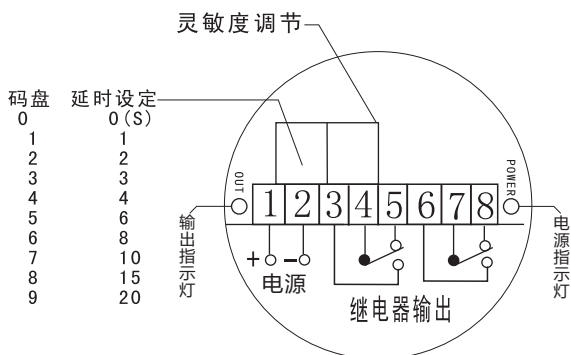 灵敏度调节
码盘 延时设定
0 0(S)
1 1
2 2
3 3
4 4
5 6
6 8
7 10
8 15
9 20
OUT
POWER
1 2 3 4 5 6 7 8
输出指示灯
电源指示灯
+ -
电源
继电器输出